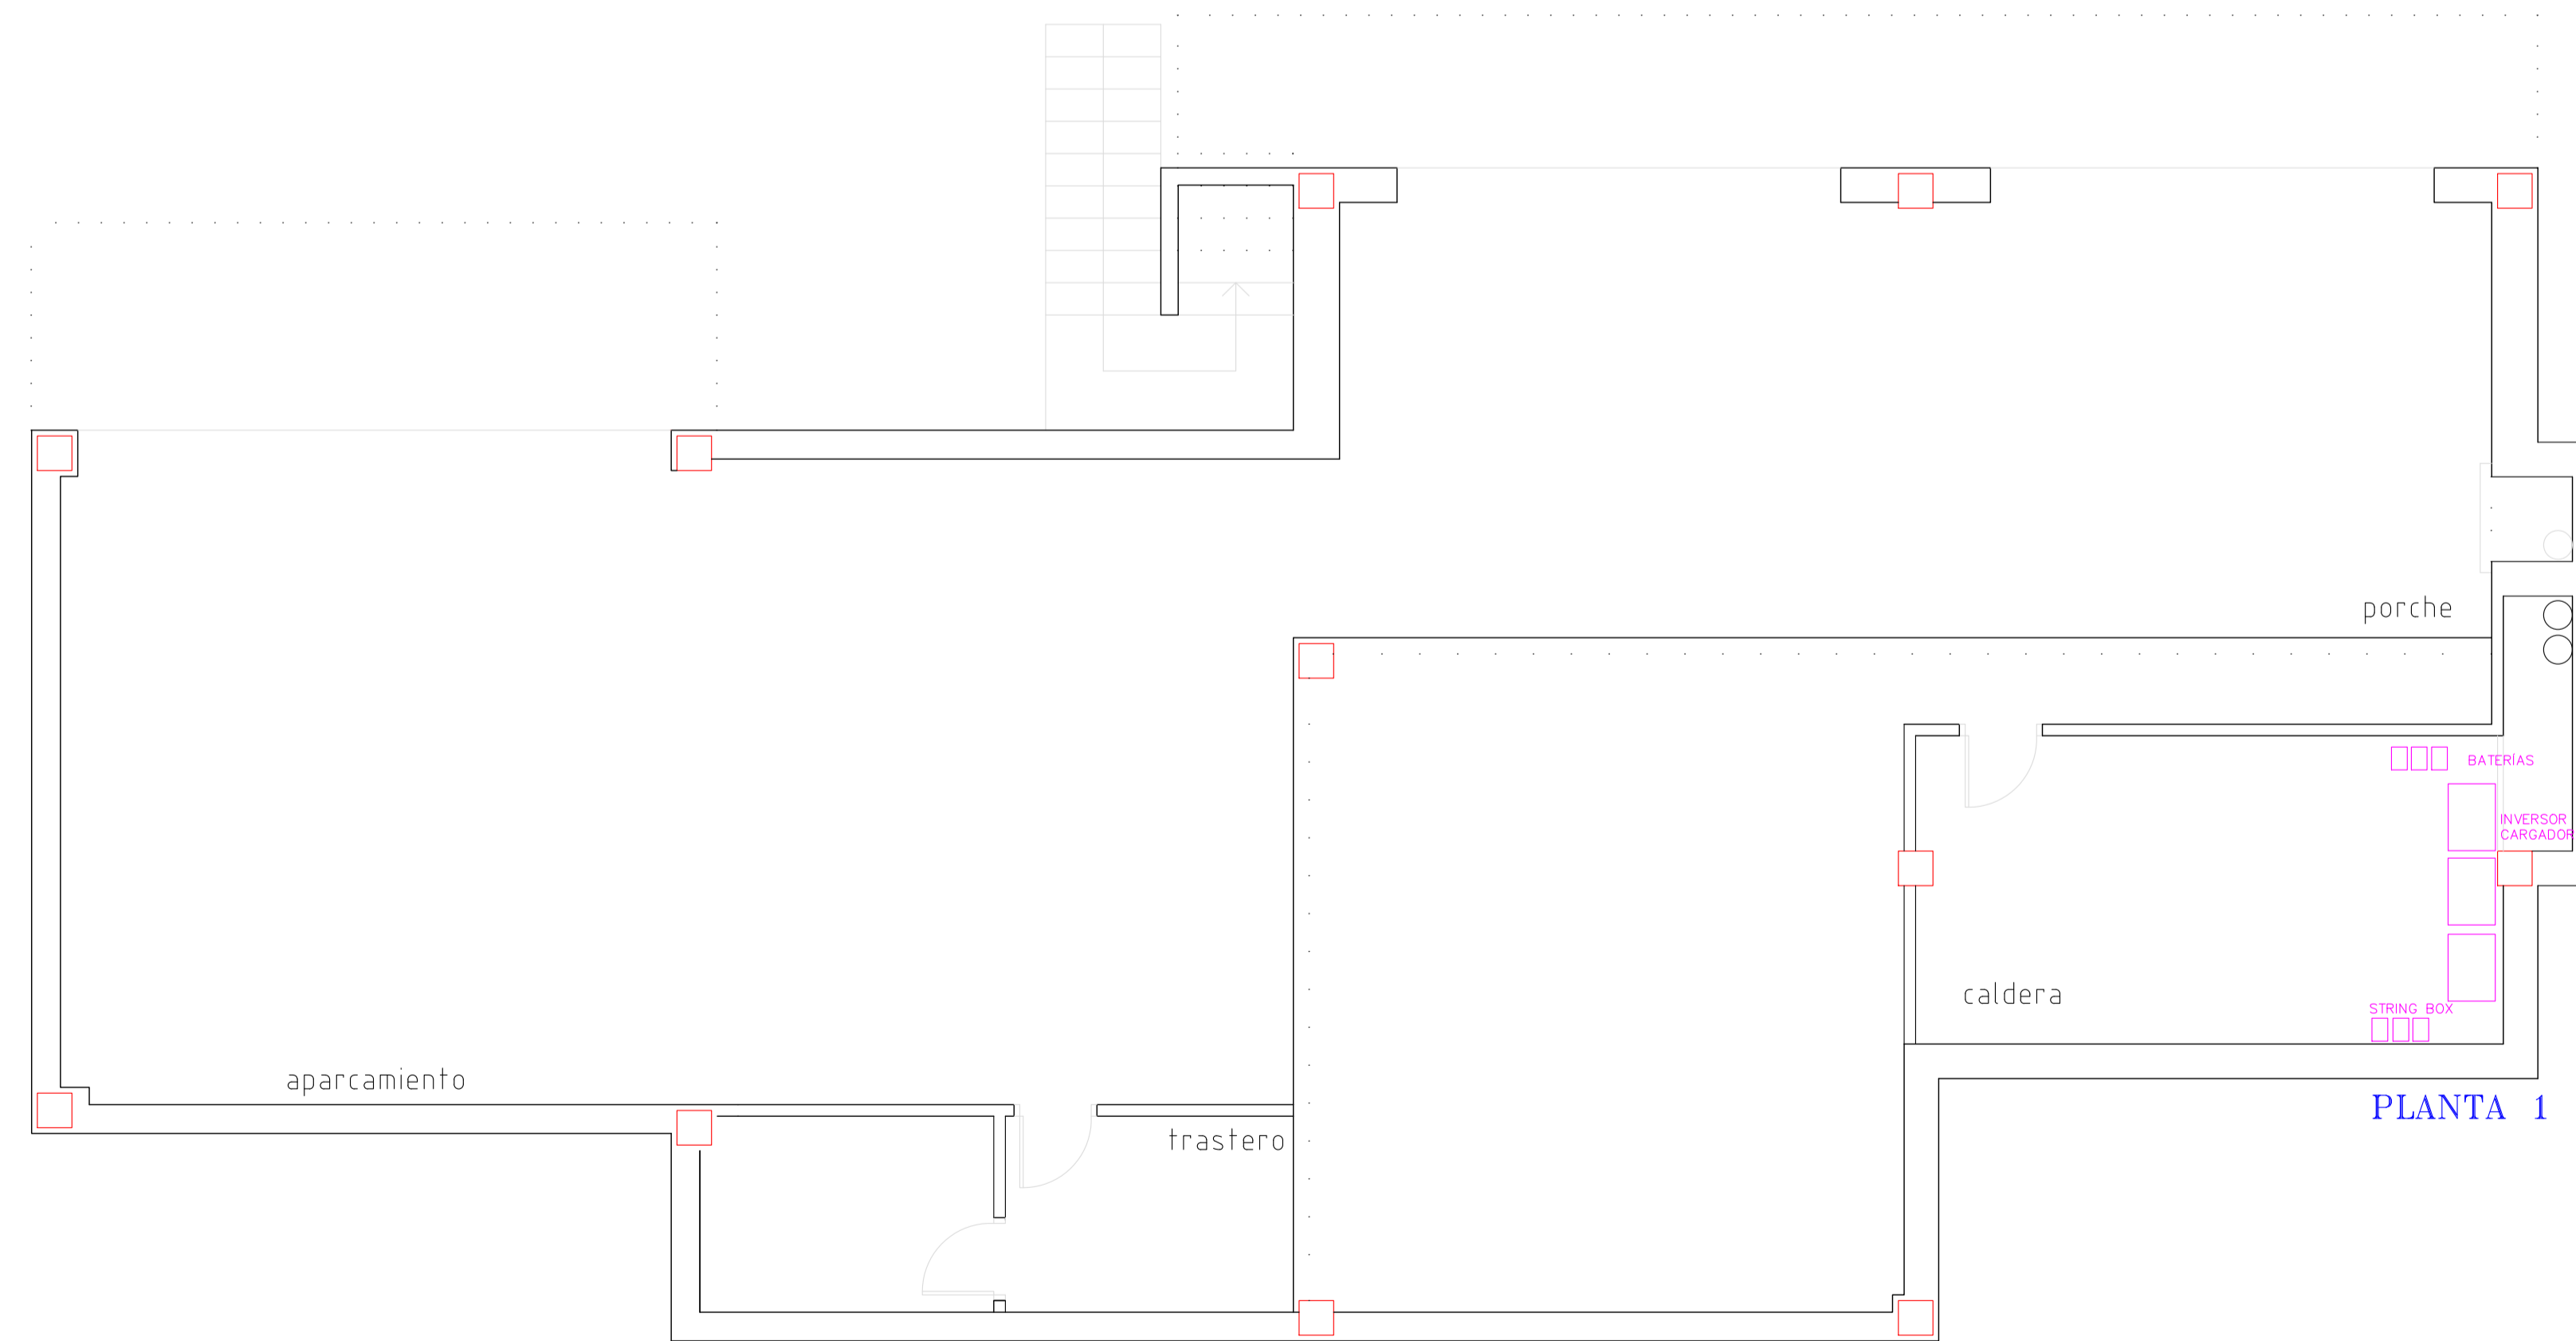 porche
BATERÍAS
INVERSOR
CARGADOR
caldera
STRING BOX
aparcamiento
PLANTA 1
trastero